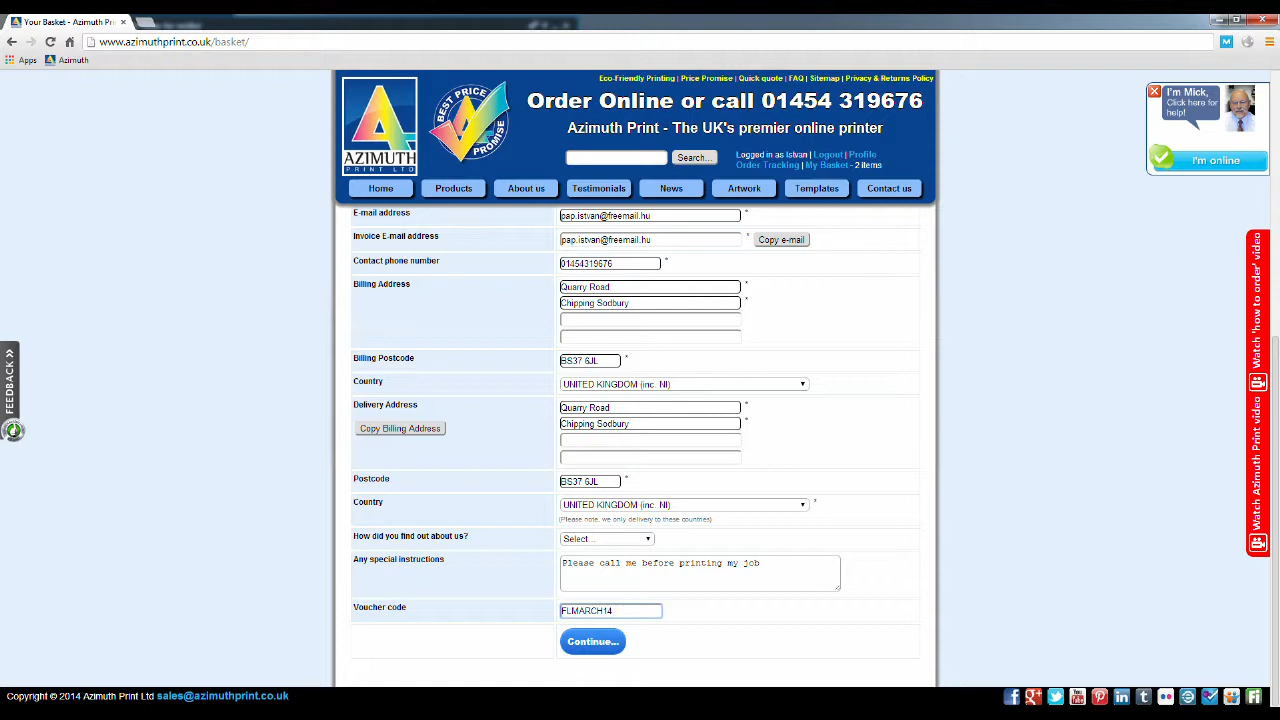 Your Basket - Azimuth Pri
www.azimuthprint.co.uk/basket/
Apps Azimuth
Eco-Friendly Printing | Price Promise | Quick quote | FAQ | Sitemap | Privacy & Returns Policy
Order Online or call 01454 319676
Azimuth Print - The UK's premier online printer
BEST PRICE PROMISE
AZIMUTH
PRINT LTD
Search...
Logged in as Istvan | Logout | Profile
Order Tracking | My Basket - 2 items
Home Products About us Testimonials News Artwork Templates Contact us
I'm Mick,
Click here for
help!
I'm online
E-mail address pap.istvan@freemail.hu *
Invoice E-mail address pap.istvan@freemail.hu * Copy e-mail
Contact phone number 01454319676 *
Billing Address Quarry Road *
Chipping Sodbury *
Billing Postcode BS37 6JL *
Country UNITED KINGDOM (inc. NI)
Delivery Address Quarry Road *
Chipping Sodbury *
Copy Billing Address
Postcode BS37 6JL *
Country UNITED KINGDOM (inc. NI) *
(Please note, we only delivery to these countries)
How did you find out about us? Select...
Any special instructions Please call me before printing my job
Voucher code FLMARCH14
Continue...
FEEDBACK
Watch 'how to order' video
Watch Azimuth Print video
Copyright © 2014 Azimuth Print Ltd sales@azimuthprint.co.uk